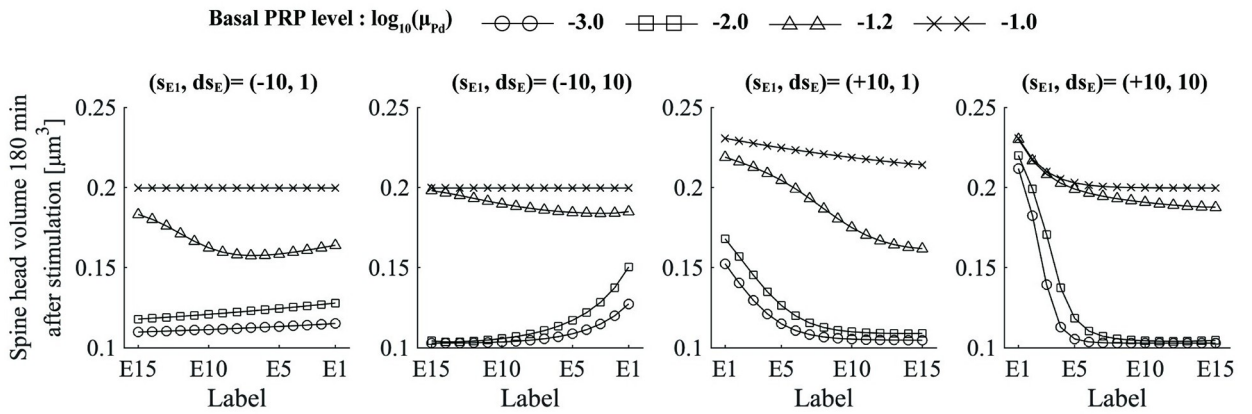 Basal PRP level : log10(μPd) -3.0 -2.0 -1.2 -1.0
(sE1, dsE)= (-10, 1) (sE1, dsE)= (-10, 10) (sE1, dsE)= (+10, 1) (sE1, dsE)= (+10, 10)
Spine head volume 180 min
after stimulation [μm³]
0.25 0.25 0.25 0.25
0.2 0.2 0.2 0.2
0.15 0.15 0.15 0.15
0.1 0.1 0.1 0.1
E15 E10 E5 E1 E15 E10 E5 E1 E1 E5 E10 E15 E1 E5 E10 E15
Label Label Label Label